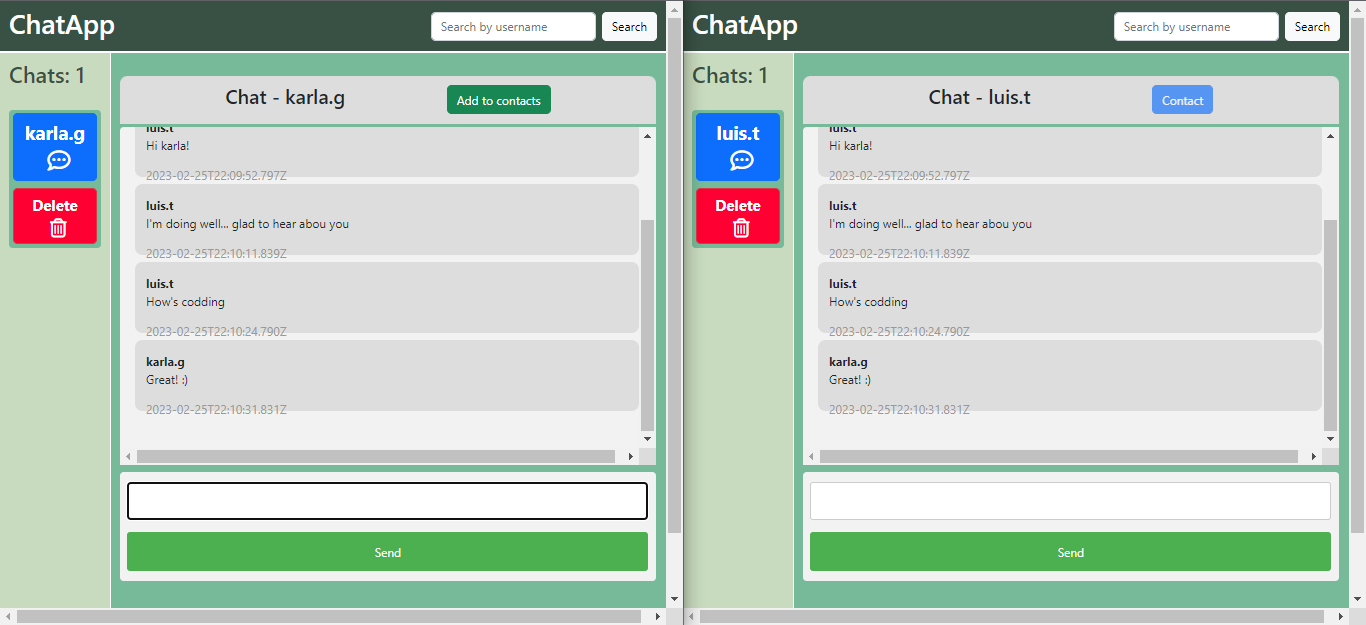 ChatApp
Search by username
Search
Chats: 1
karla.g
Delete
Chat - karla.g
Add to contacts
luis.t
Hi karla!
2023-02-25T22:09:52.797Z
luis.t
I'm doing well... glad to hear abou you
2023-02-25T22:10:11.839Z
luis.t
How's codding
2023-02-25T22:10:24.790Z
karla.g
Great! :)
2023-02-25T22:10:31.831Z
Send
ChatApp
Search by username
Search
Chats: 1
luis.t
Delete
Chat - luis.t
Contact
luis.t
Hi karla!
2023-02-25T22:09:52.797Z
luis.t
I'm doing well... glad to hear abou you
2023-02-25T22:10:11.839Z
luis.t
How's codding
2023-02-25T22:10:24.790Z
karla.g
Great! :)
2023-02-25T22:10:31.831Z
Send